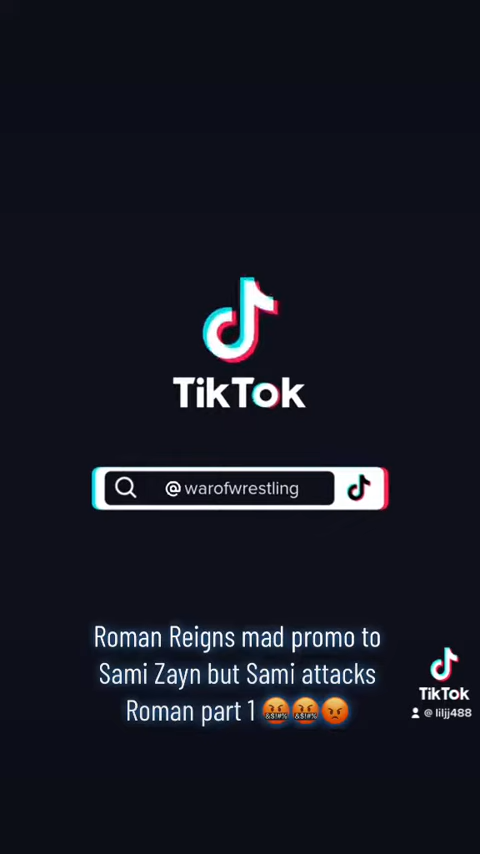 TikTok
@warofwrestling
Roman Reigns mad promo to
Sami Zayn but Sami attacks
Roman part 1 🤬🤬😡
TikTok
@ liljj488